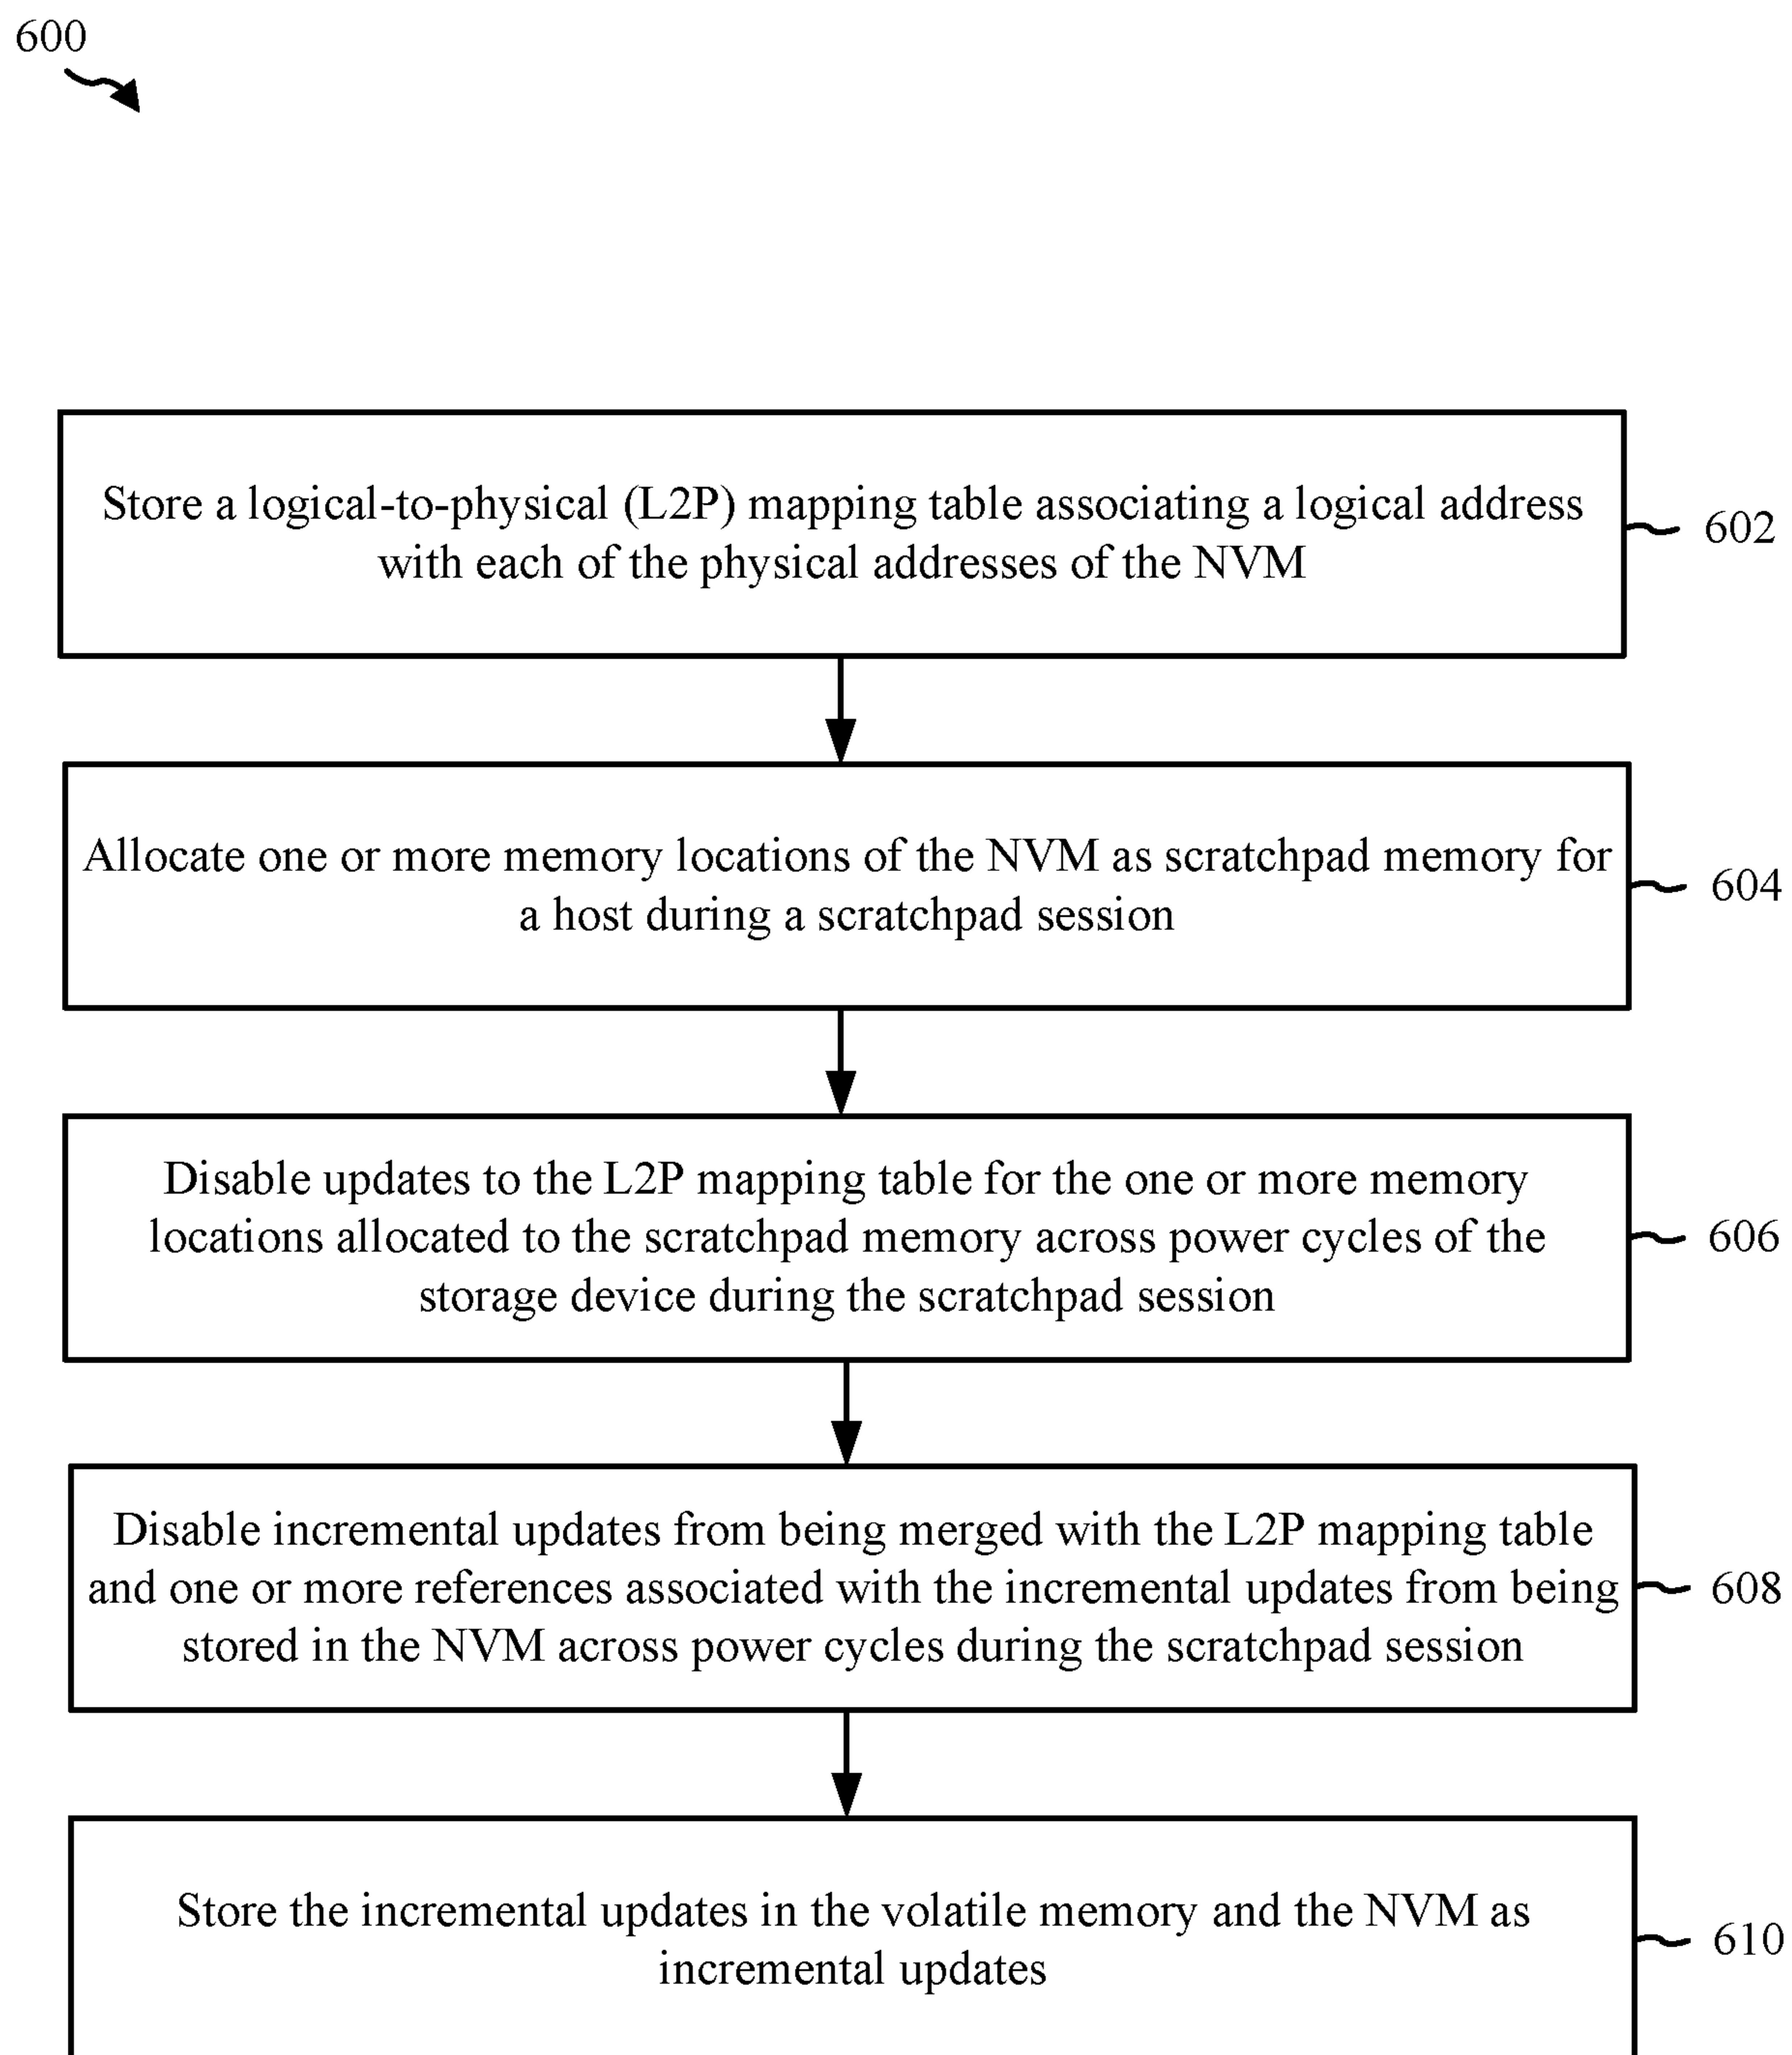 600
Store a logical-to-physical (L2P) mapping table associating a logical address
with each of the physical addresses of the NVM
602
Allocate one or more memory locations of the NVM as scratchpad memory for
a host during a scratchpad session
604
Disable updates to the L2P mapping table for the one or more memory
locations allocated to the scratchpad memory across power cycles of the
storage device during the scratchpad session
606
Disable incremental updates from being merged with the L2P mapping table
and one or more references associated with the incremental updates from being
stored in the NVM across power cycles during the scratchpad session
608
Store the incremental updates in the volatile memory and the NVM as
incremental updates
610